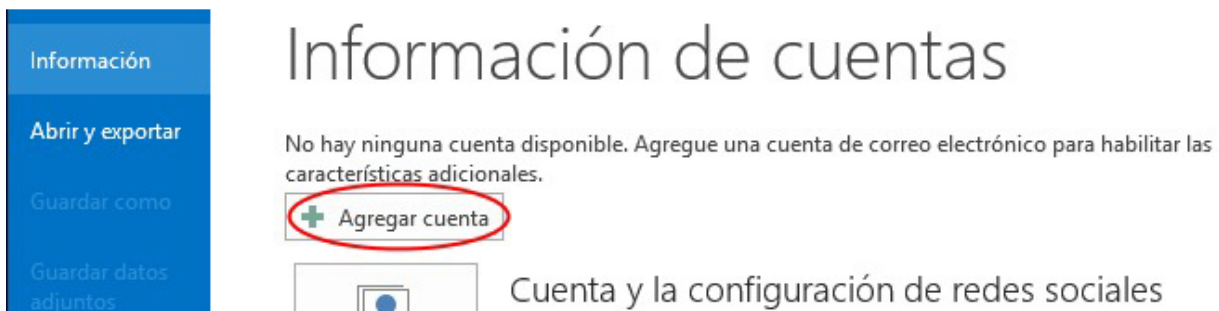 Información
Abrir y exportar
Guardar como
Guardar datos
adjuntos
Información de cuentas
No hay ninguna cuenta disponible. Agregue una cuenta de correo electrónico para habilitar las
características adicionales.
Agregar cuenta
Cuenta y la configuración de redes sociales